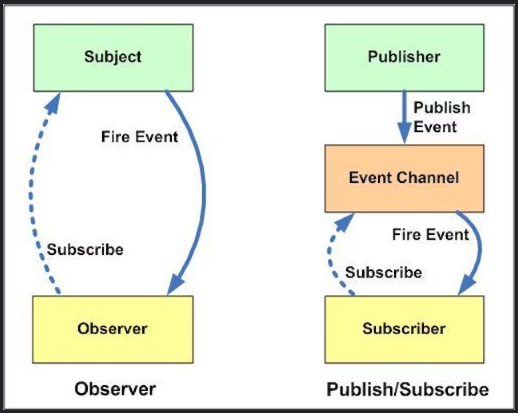 Subject
Fire Event
Subscribe
Observer
Observer
Publisher
Publish
Event
Event Channel
Fire Event
Subscribe
Subscriber
Publish/Subscribe